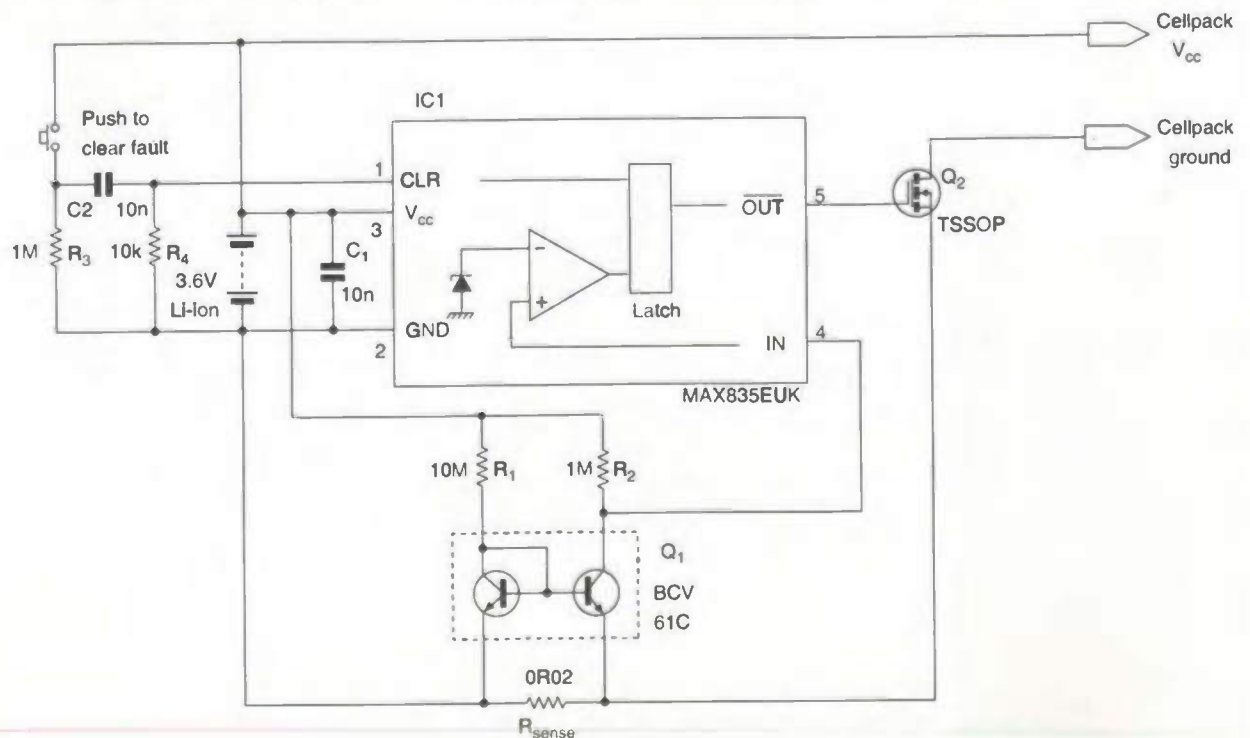 Cellpack
Vcc
IC1
Push to
clear fault
Cellpack
ground
1
CLR
Q2
C2 10n
Vcc
OUT
5
3
TSSOP
1M R3
10k R4
C1
10n
3.6V
Li-ion
Latch
GND
2
IN
4
MAX835EUK
10M R1
1M R2
Q1
BCV
61C
0R02
Rsense